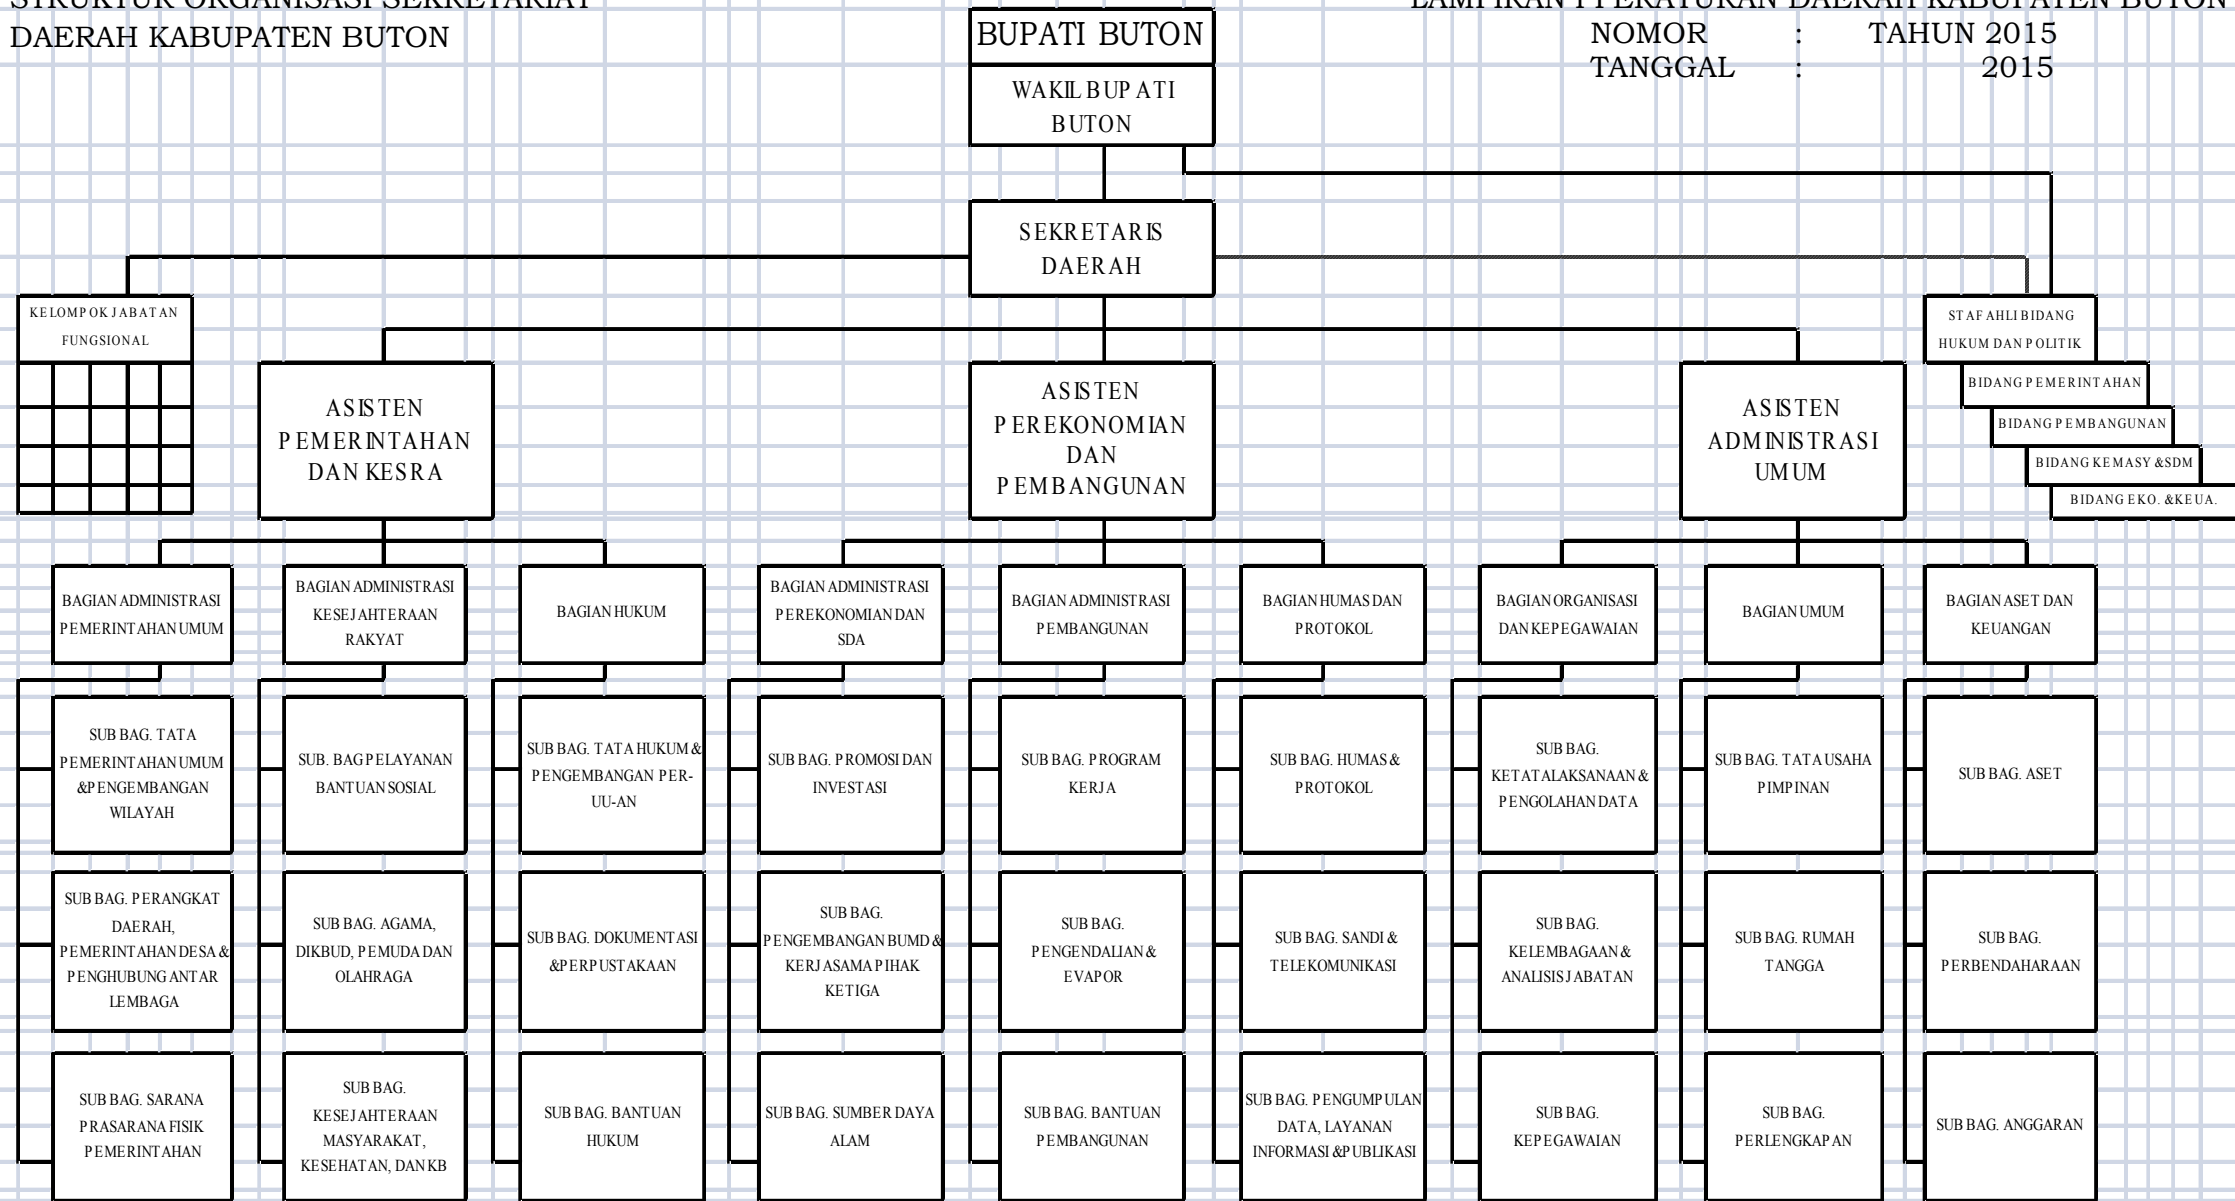 STRUKTUR ORGANISASI SEKRETARIAT
DAERAH KABUPATEN BUTON
LAMPIRAN I PERATURAN DAERAH KABUPATEN BUTON
NOMOR : TAHUN 2015
TANGGAL : 2015
BUPATI BUTON
WAKIL BUPATI
BUTON
SEKRETARIS
DAERAH
KELOMPOK JABATAN
FUNGSIONAL
STAF AHLI BIDANG
HUKUM DAN POLITIK
BIDANG PEMERINTAHAN
BIDANG PEMBANGUNAN
BIDANG KEMASY &SDM
BIDANG EKO. &KEUA.
ASISTEN
PEMERINTAHAN
DAN KESRA
ASISTEN
PEREKONOMIAN
DAN
PEMBANGUNAN
ASISTEN
ADMINISTRASI
UMUM
BAGIAN ADMINISTRASI
PEMERINTAHAN UMUM
BAGIAN ADMINISTRASI
KESEJAHTERAAN
RAKYAT
BAGIAN HUKUM
BAGIAN ADMINISTRASI
PEREKONOMIAN DAN
SDA
BAGIAN ADMINISTRASI
PEMBANGUNAN
BAGIAN HUMAS DAN
PROTOKOL
BAGIAN ORGANISASI
DAN KEPEGAWAIAN
BAGIAN UMUM
BAGIAN ASET DAN
KEUANGAN
SUB BAG. TATA
PEMERINTAHAN UMUM
&PENGEMBANGAN
WILAYAH
SUB. BAG PELAYANAN
BANTUAN SOSIAL
SUB BAG. TATA HUKUM &
PENGEMBANGAN PER-
UU-AN
SUB BAG. PROMOSI DAN
INVESTASI
SUB BAG. PROGRAM
KERJA
SUB BAG. HUMAS &
PROTOKOL
SUB BAG.
KETATALAKSANAAN &
PENGOLAHAN DATA
SUB BAG. TATA USAHA
PIMPINAN
SUB BAG. ASET
SUB BAG. PERANGKAT
DAERAH,
PEMERINTAHAN DESA &
PENGHUBUNG ANTAR
LEMBAGA
SUB BAG. AGAMA,
DIKBUD, PEMUDA DAN
OLAHRAGA
SUB BAG. DOKUMENTASI
&PERPUSTAKAAN
SUB BAG.
PENGEMBANGAN BUMD &
KERJASAMA PIHAK
KETIGA
SUB BAG.
PENGENDALIAN &
EVAPOR
SUB BAG. SANDI &
TELEKOMUNIKASI
SUB BAG.
KELEMBAGAAN &
ANALISIS JABATAN
SUB BAG. RUMAH
TANGGA
SUB BAG.
PERBENDAHARAAN
SUB BAG. SARANA
PRASARANA FISIK
PEMERINTAHAN
SUB BAG.
KESEJAHTERAAN
MASYARAKAT,
KESEHATAN, DAN KB
SUB BAG. BANTUAN
HUKUM
SUB BAG. SUMBER DAYA
ALAM
SUB BAG. BANTUAN
PEMBANGUNAN
SUB BAG. PENGUMPULAN
DATA, LAYANAN
INFORMASI &PUBLIKASI
SUB BAG.
KEPEGAWAIAN
SUB BAG.
PERLENGKAPAN
SUB BAG. ANGGARAN